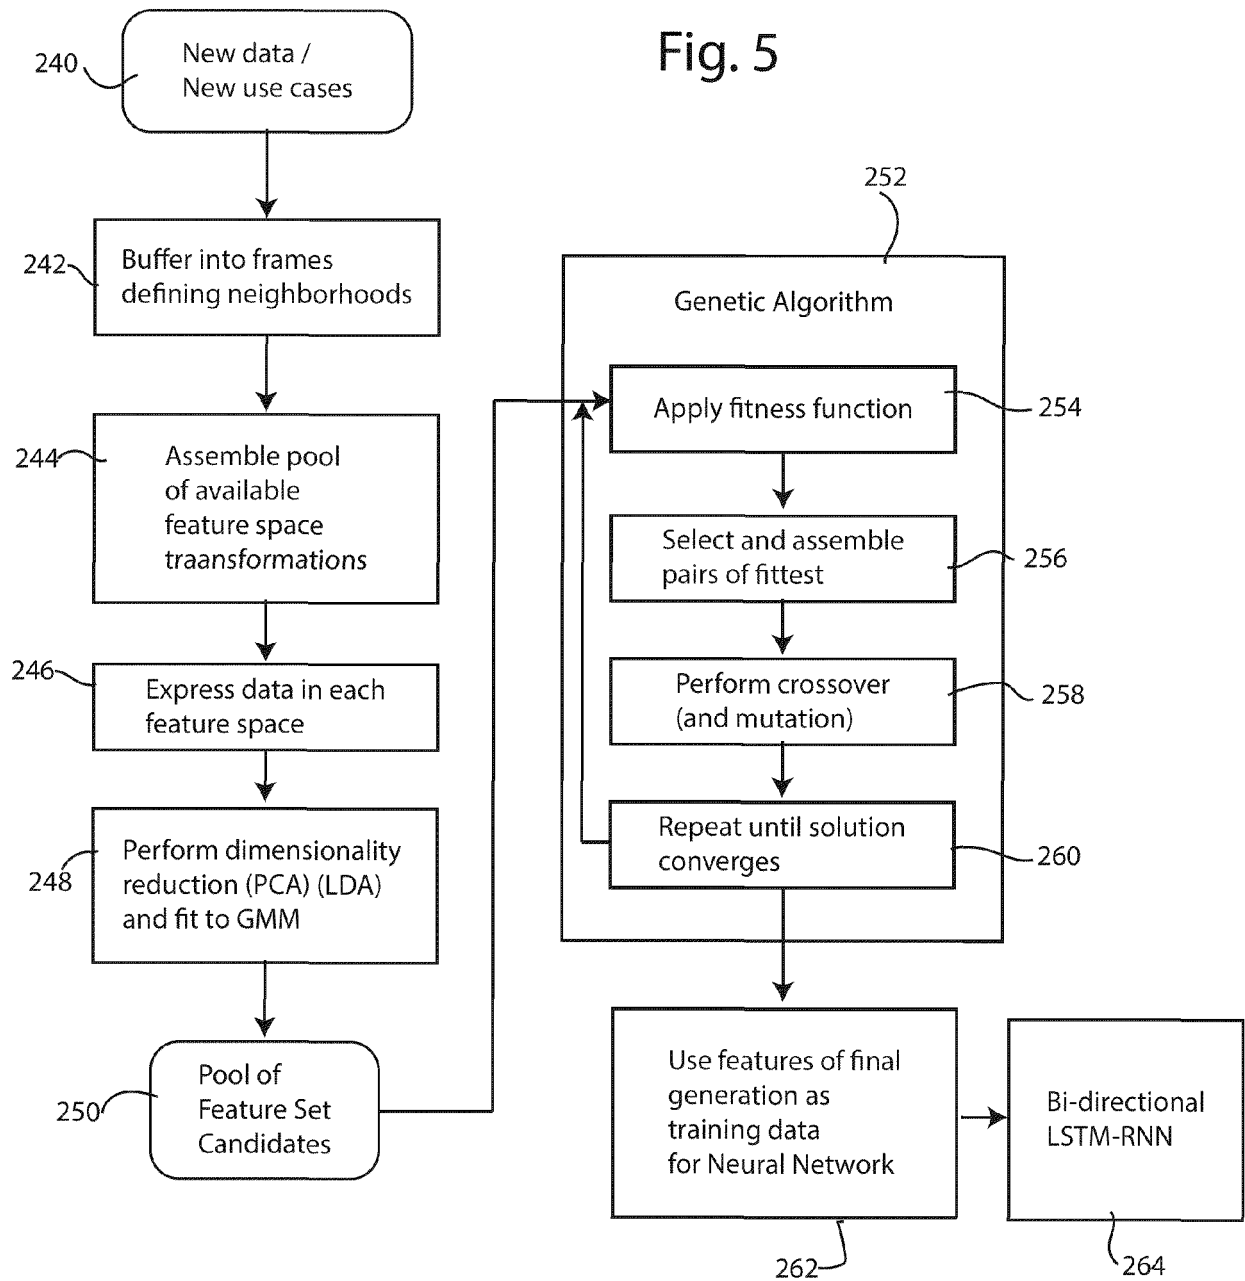 Fig. 5
240
New data /
New use cases
242
Buffer into frames
defining neighborhoods
244
Assemble pool
of available
feature space
traansformations
246
Express data in each
feature space
248
Perform dimensionality
reduction (PCA) (LDA)
and fit to GMM
250
Pool of
Feature Set
Candidates
252
Genetic Algorithm
Apply fitness function
254
Select and assemble
pairs of fittest
256
Perform crossover
(and mutation)
258
Repeat until solution
converges
260
Use features of final
generation as
training data
for Neural Network
262
Bi-directional
LSTM-RNN
264